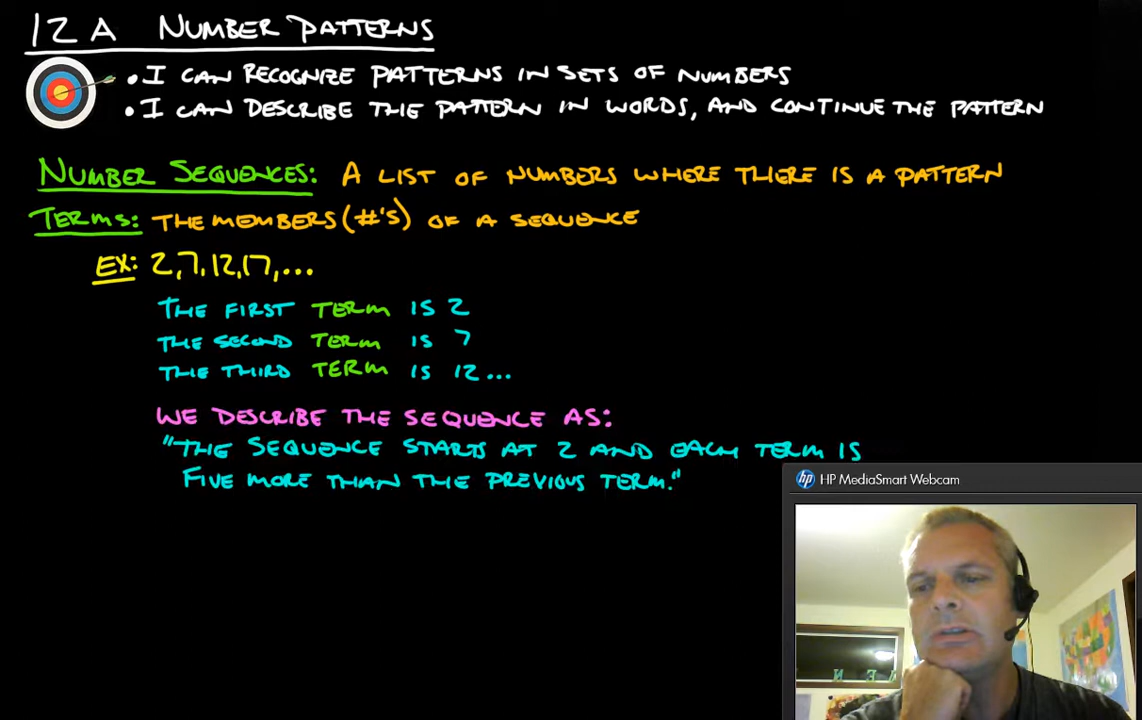 12A NUMBER PATTERNS
• I CAN RECOGNIZE PATTERNS IN SETS OF NUMBERS
• I CAN DESCRIBE THE PATTERN IN WORDS, AND CONTINUE THE PATTERN
NUMBER SEQUENCES: A LIST OF NUMBERS WHERE THERE IS A PATTERN
TERMS: THE MEMBERS (#'S) OF A SEQUENCE
EX: 2, 7, 12, 17, ...
THE FIRST TERM IS 2
THE SECOND TERM IS 7
THE THIRD TERM IS 12 ...
WE DESCRIBE THE SEQUENCE AS:
"THE SEQUENCE STARTS AT 2 AND EACH TERM IS
FIVE MORE THAN THE PREVIOUS TERM."
hp HP MediaSmart Webcam